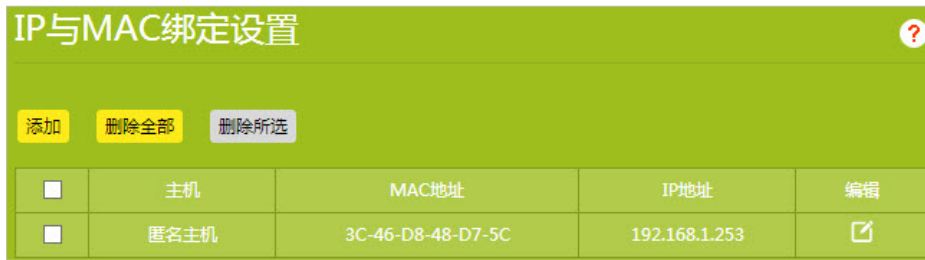 IP与MAC绑定设置
?
添加 删除全部 删除所选
主机 MAC地址 IP地址 编辑
匿名主机 3C-46-D8-48-D7-5C 192.168.1.253